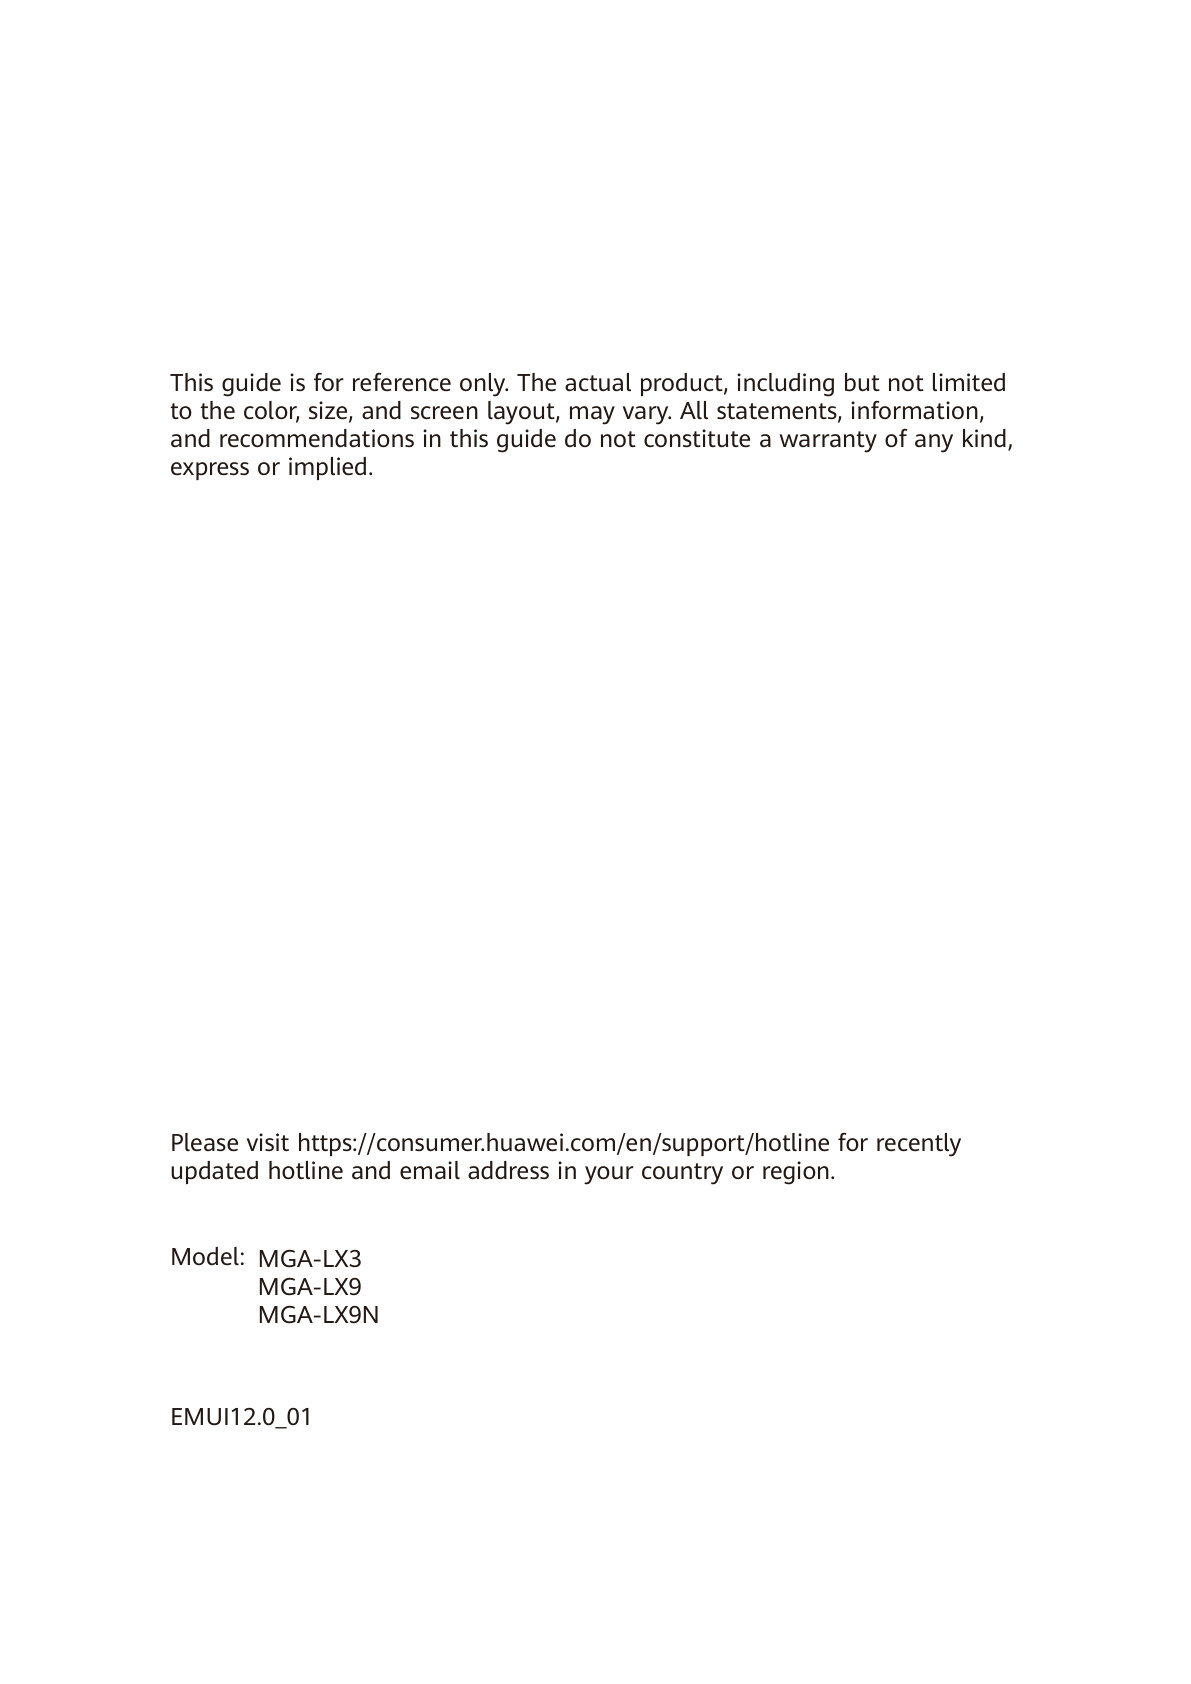 This guide is for reference only. The actual product, including but not limited
to the color, size, and screen layout, may vary. All statements, information,
and recommendations in this guide do not constitute a warranty of any kind,
express or implied.
Please visit https://consumer.huawei.com/en/support/hotline for recently
updated hotline and email address in your country or region.
Model: MGA-LX3
MGA-LX9
MGA-LX9N
EMUI12.0_01